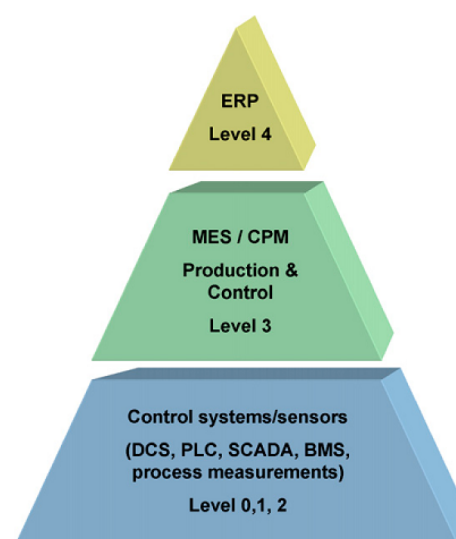 ERP
Level 4
MES / CPM
Production &
Control
Level 3
Control systems/sensors
(DCS, PLC, SCADA, BMS,
process measurements)
Level 0,1, 2